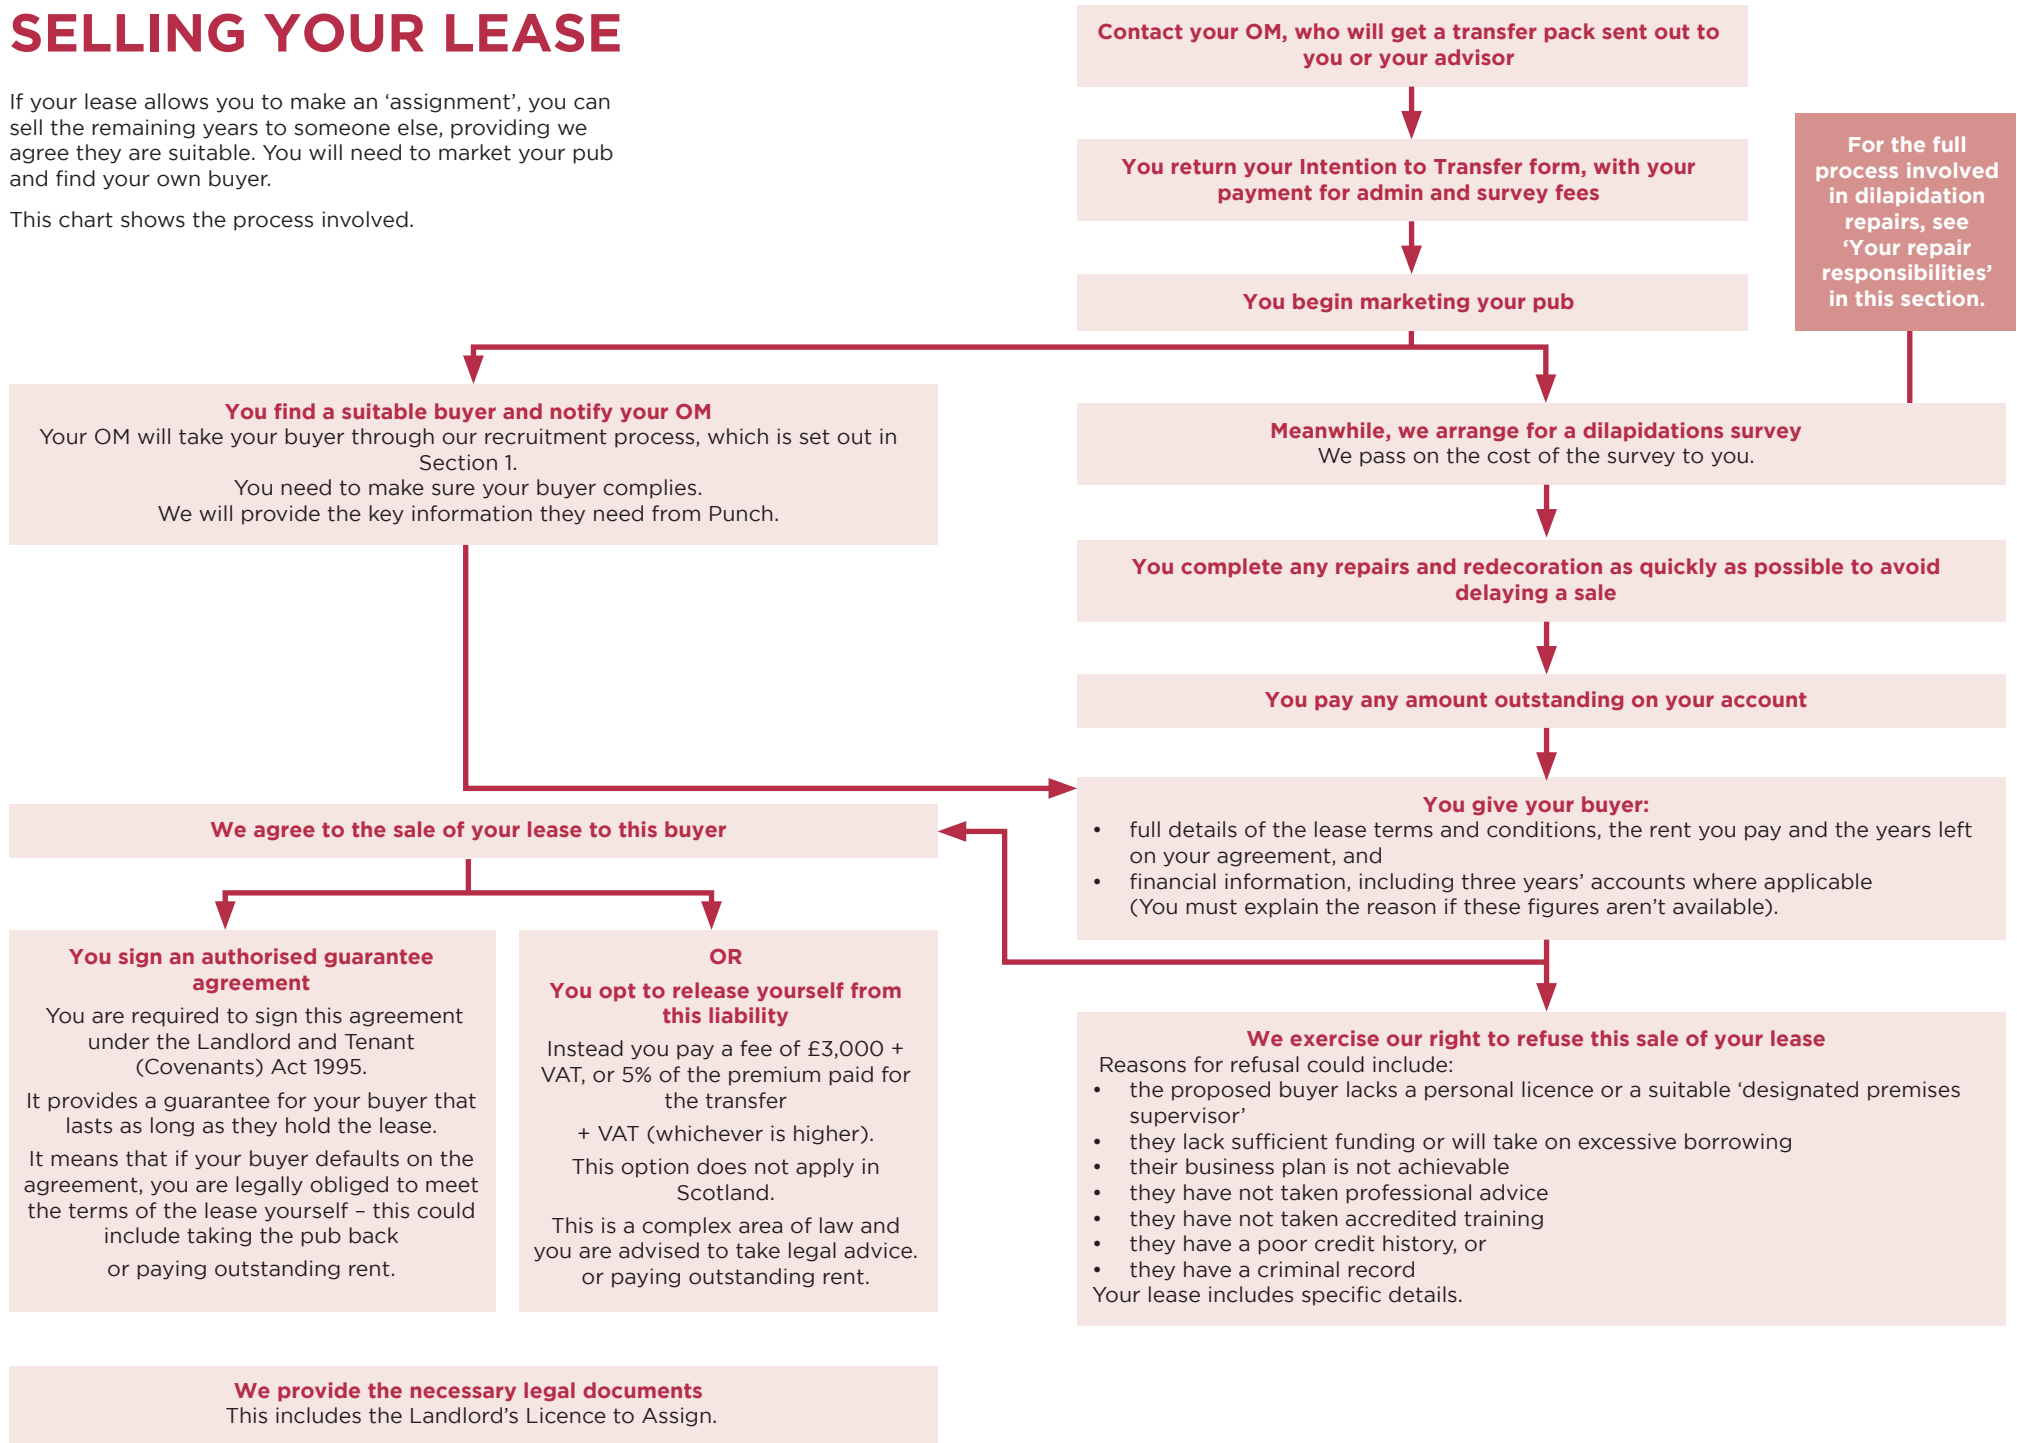 SELLING YOUR LEASE
If your lease allows you to make an ‘assignment’, you can
sell the remaining years to someone else, providing we
agree they are suitable. You will need to market your pub
and find your own buyer.
This chart shows the process involved.
Contact your OM, who will get a transfer pack sent out to
you or your advisor
You return your Intention to Transfer form, with your
payment for admin and survey fees
You begin marketing your pub
For the full
process involved
in dilapidation
repairs, see
‘Your repair
responsibilities’
in this section.
You find a suitable buyer and notify your OM
Your OM will take your buyer through our recruitment process, which is set out in
Section 1.
You need to make sure your buyer complies.
We will provide the key information they need from Punch.
Meanwhile, we arrange for a dilapidations survey
We pass on the cost of the survey to you.
You complete any repairs and redecoration as quickly as possible to avoid
delaying a sale
You pay any amount outstanding on your account
You give your buyer:
• full details of the lease terms and conditions, the rent you pay and the years left
on your agreement, and
• financial information, including three years’ accounts where applicable
(You must explain the reason if these figures aren’t available).
We agree to the sale of your lease to this buyer
You sign an authorised guarantee
agreement
You are required to sign this agreement
under the Landlord and Tenant
(Covenants) Act 1995.
It provides a guarantee for your buyer that
lasts as long as they hold the lease.
It means that if your buyer defaults on the
agreement, you are legally obliged to meet
the terms of the lease yourself – this could
include taking the pub back
or paying outstanding rent.
OR
You opt to release yourself from
this liability
Instead you pay a fee of £3,000 +
VAT, or 5% of the premium paid for
the transfer
+ VAT (whichever is higher).
This option does not apply in
Scotland.
This is a complex area of law and
you are advised to take legal advice.
or paying outstanding rent.
We exercise our right to refuse this sale of your lease
Reasons for refusal could include:
• the proposed buyer lacks a personal licence or a suitable ‘designated premises
supervisor’
• they lack sufficient funding or will take on excessive borrowing
• their business plan is not achievable
• they have not taken professional advice
• they have not taken accredited training
• they have a poor credit history, or
• they have a criminal record
Your lease includes specific details.
We provide the necessary legal documents
This includes the Landlord’s Licence to Assign.